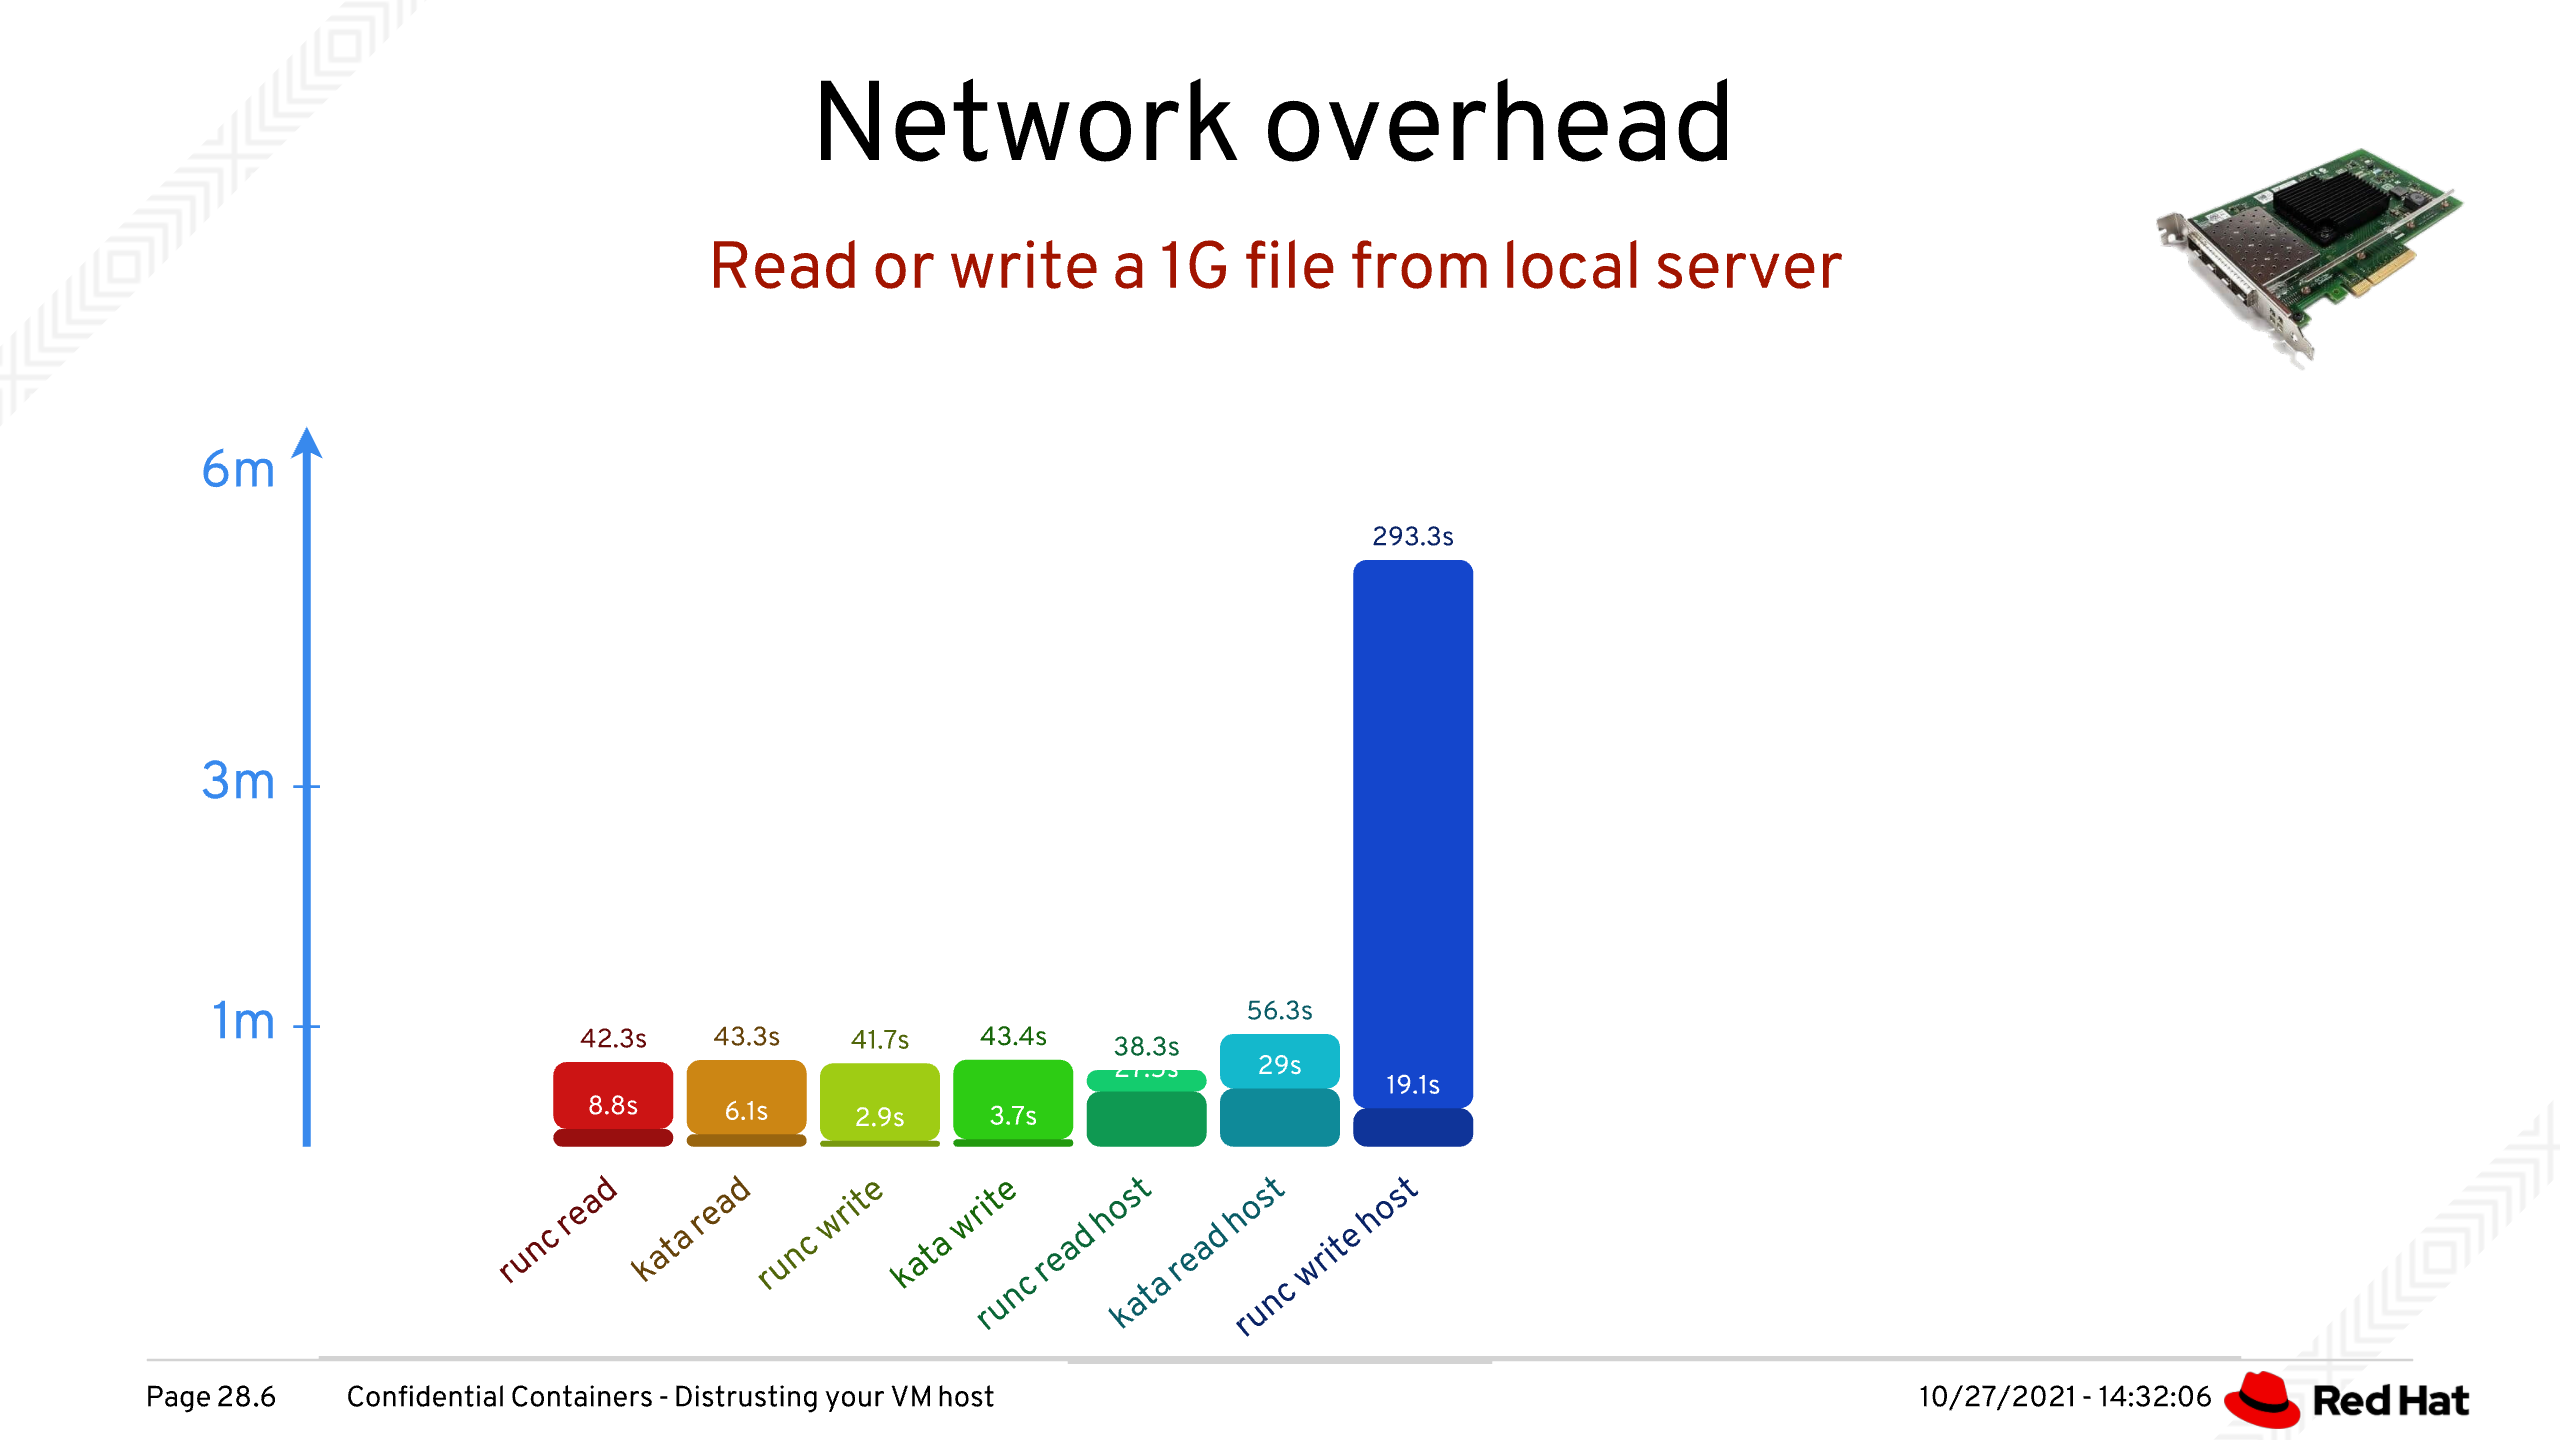 Network overhead
Read or write a 1G file from local server
6m
3m
1m
293.3s
19.1s
56.3s
29s
38.3s
43.4s
3.7s
41.7s
2.9s
43.3s
6.1s
42.3s
8.8s
runc read
kata read
runc write
kata write
runc read host
kata read host
runc write host
Page 28.6
Confidential Containers - Distrusting your VM host
10/27/2021 - 14:32:06
Red Hat